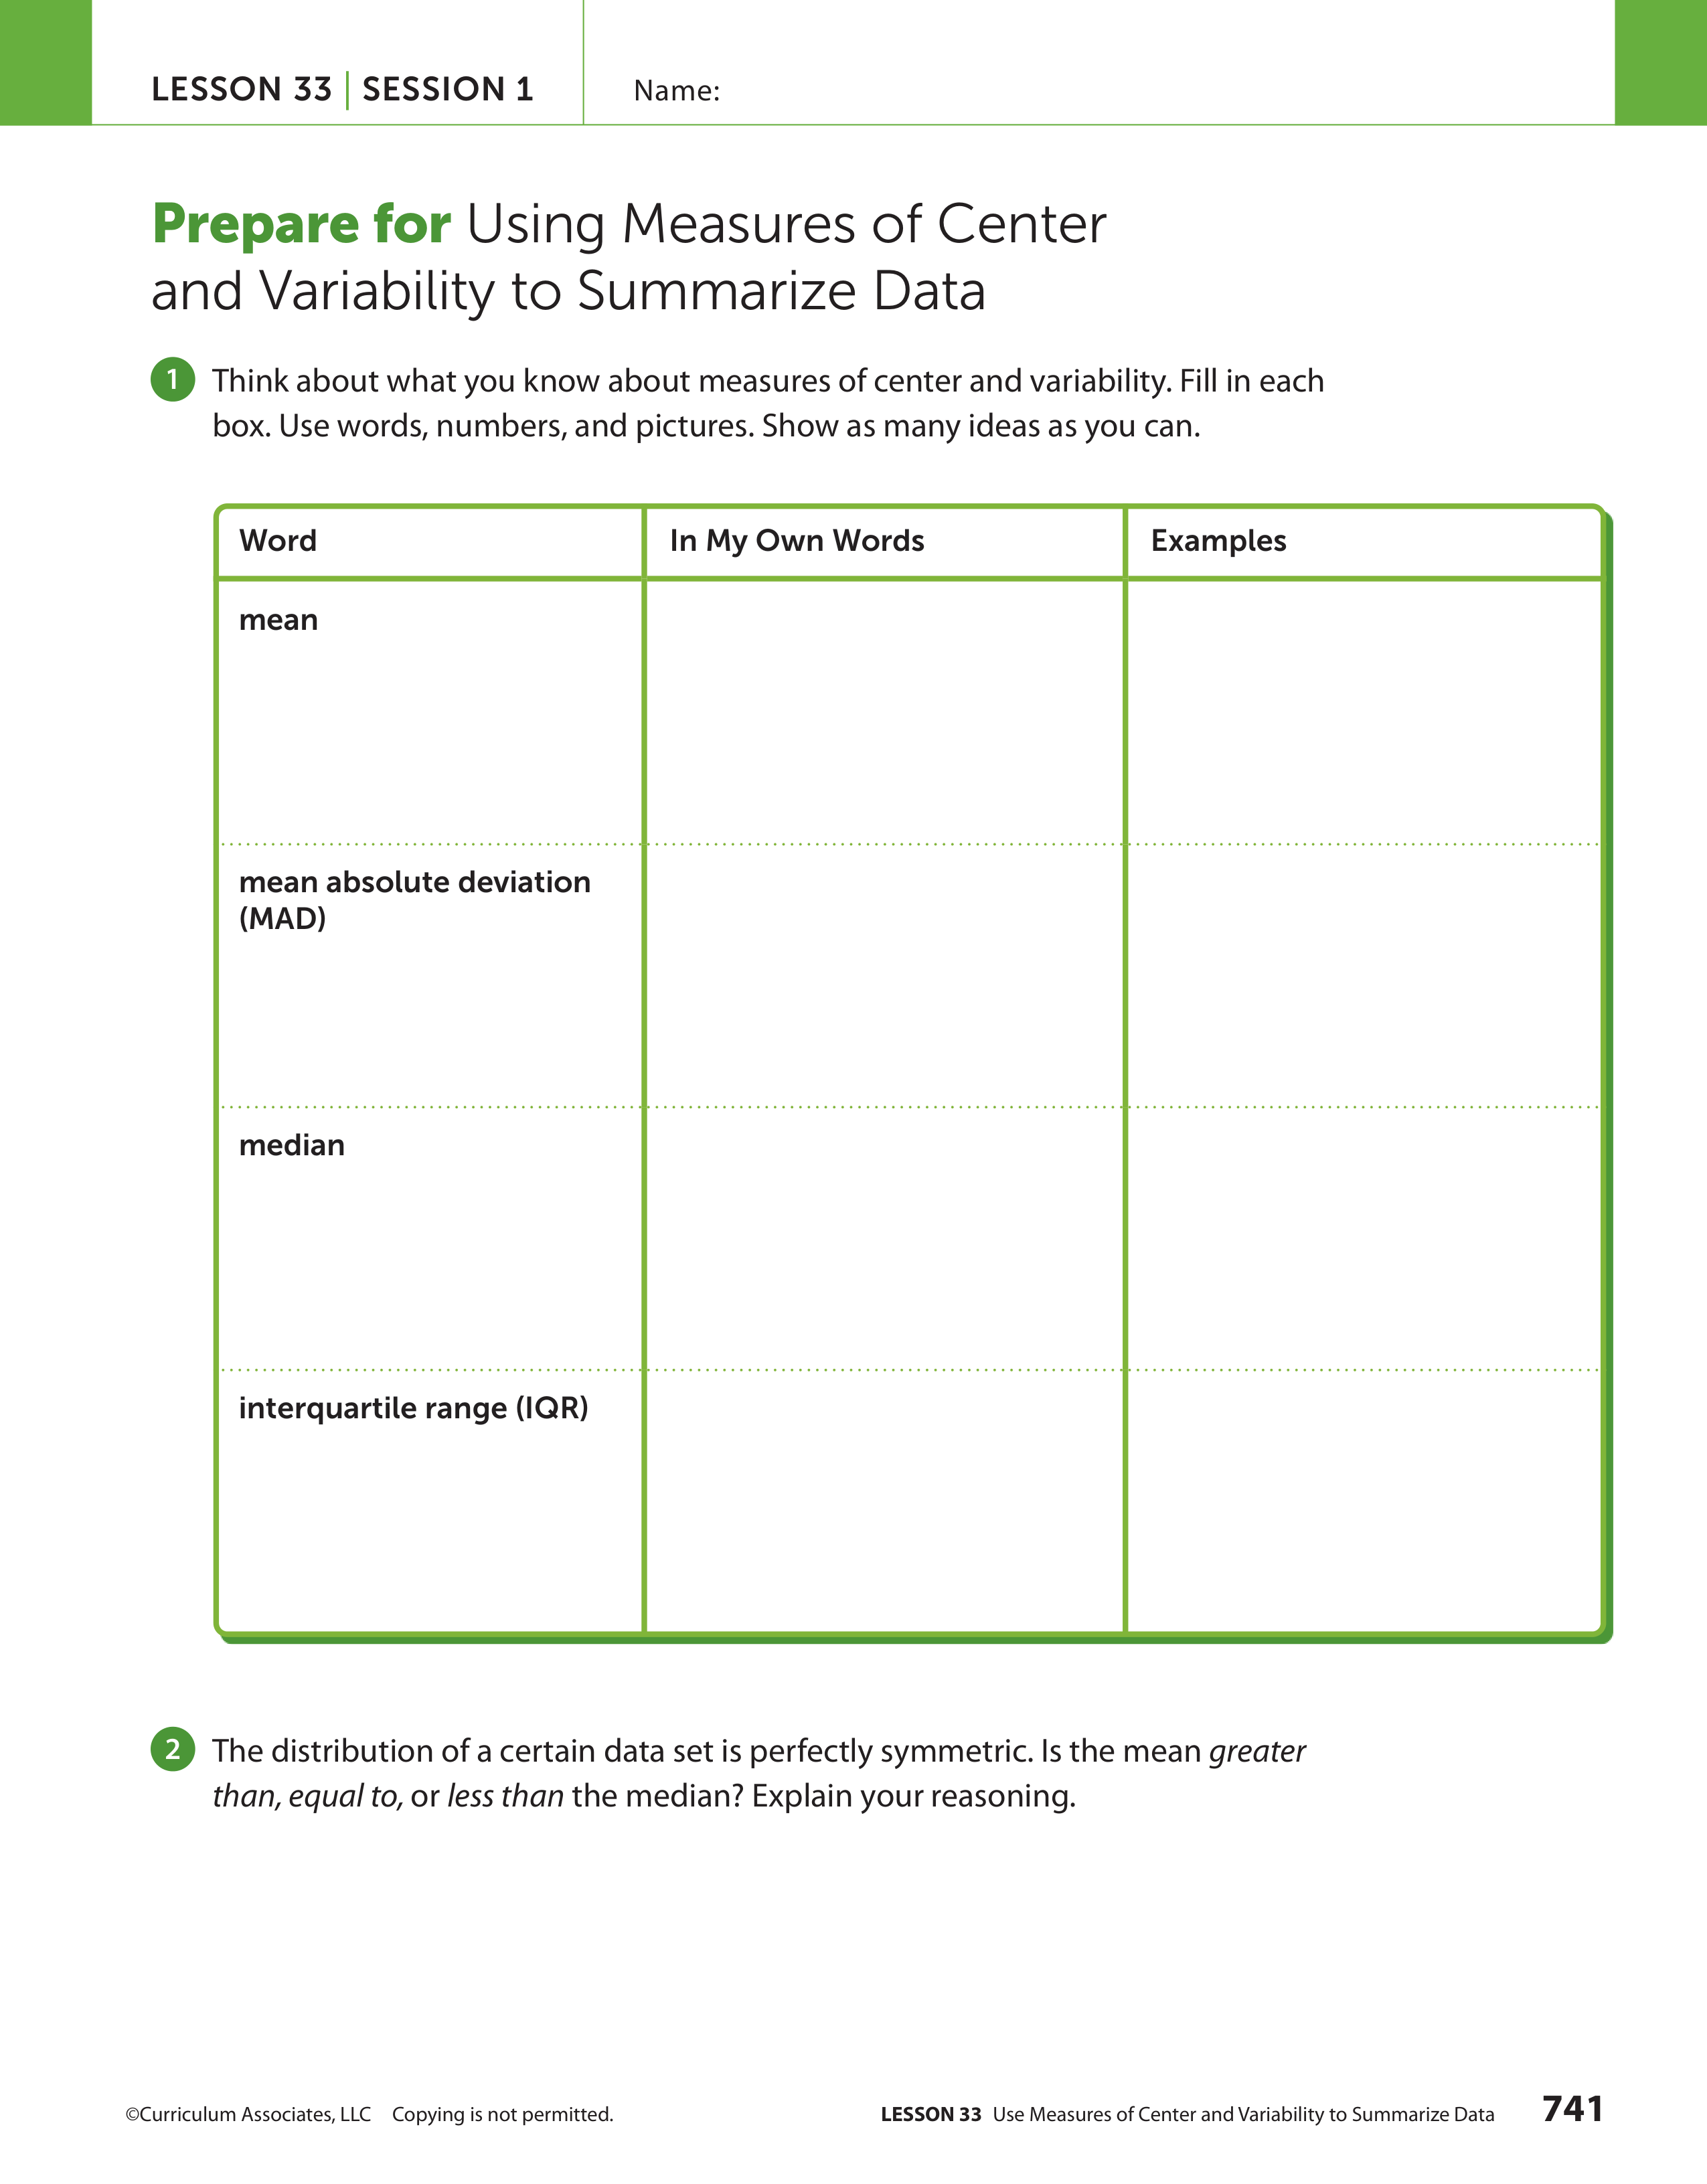 LESSON 33 | SESSION 1
Name:
Prepare for Using Measures of Center
and Variability to Summarize Data
1 Think about what you know about measures of center and variability. Fill in each
box. Use words, numbers, and pictures. Show as many ideas as you can.
Word In My Own Words Examples
mean
mean absolute deviation
(MAD)
median
interquartile range (IQR)
2 The distribution of a certain data set is perfectly symmetric. Is the mean greater
than, equal to, or less than the median? Explain your reasoning.
©Curriculum Associates, LLC Copying is not permitted.
LESSON 33 Use Measures of Center and Variability to Summarize Data 741